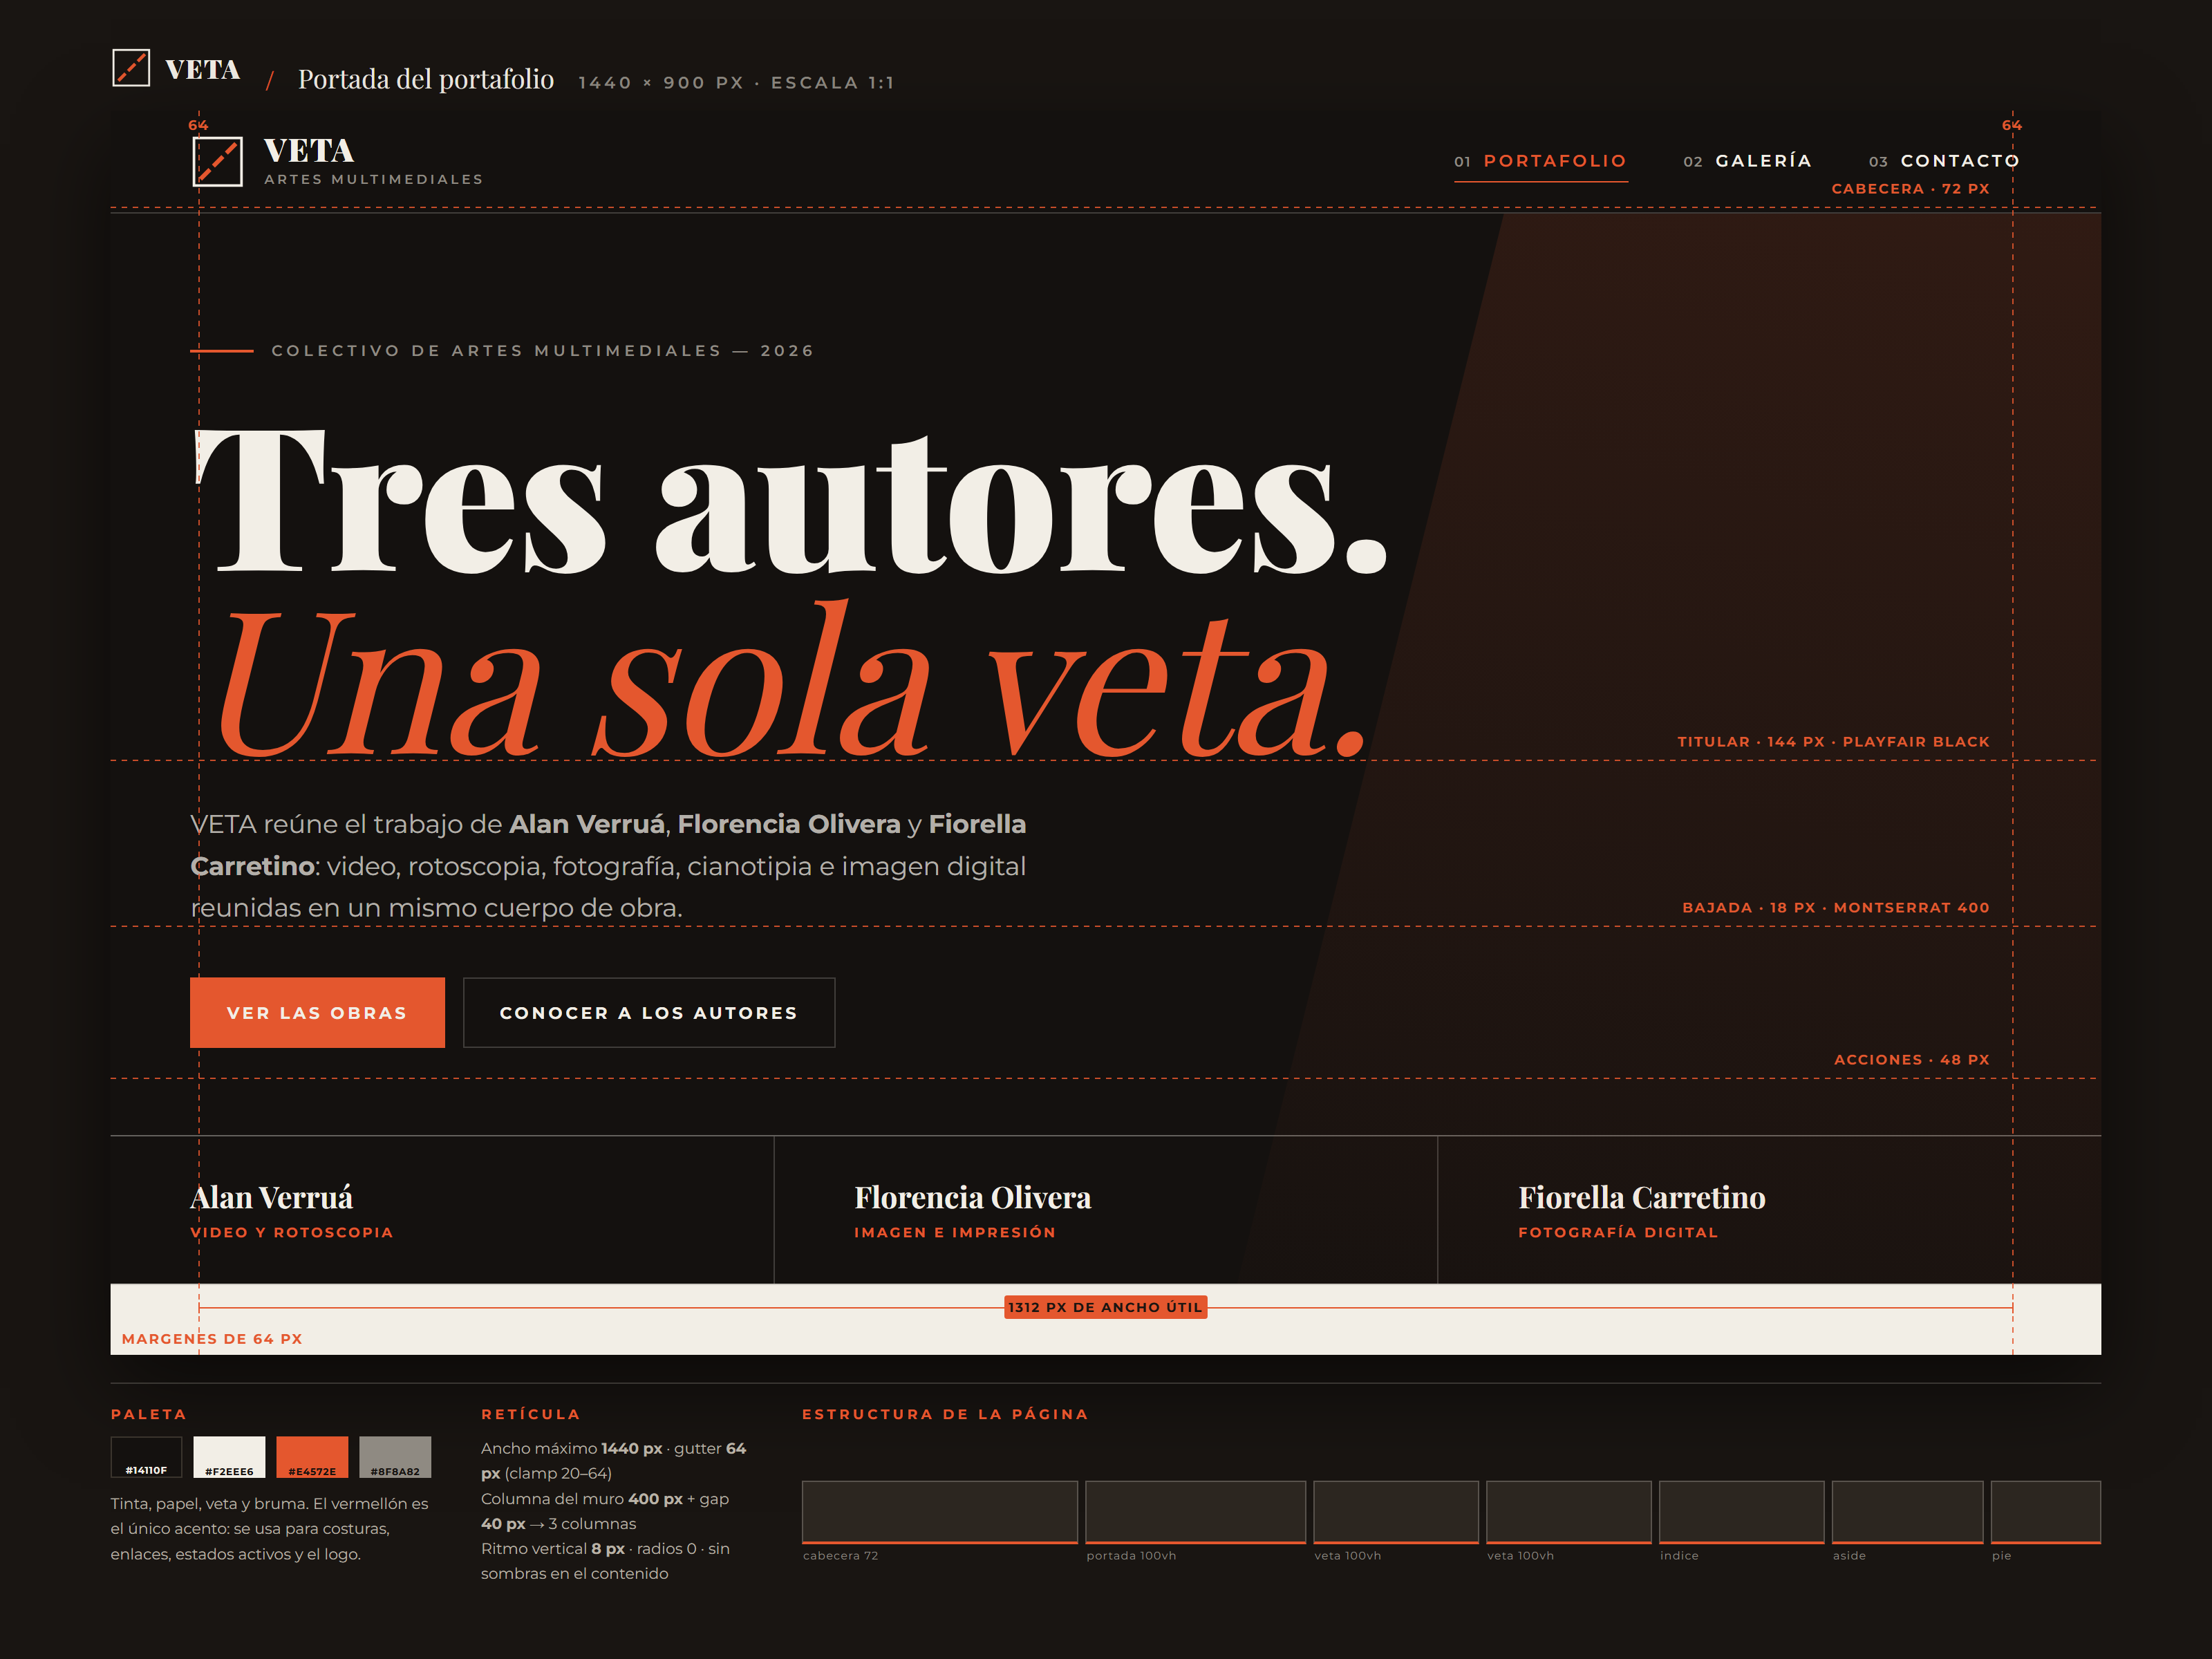 VETA / Portada del portafolio 1440 × 900 PX · ESCALA 1:1
64
64
VETA
ARTES MULTIMEDIALES
01 PORTAFOLIO
02 GALERÍA
03 CONTACTO
CABECERA · 72 PX
COLECTIVO DE ARTES MULTIMEDIALES — 2026
Tres autores.
Una sola veta.
TITULAR · 144 PX · PLAYFAIR BLACK
VETA reúne el trabajo de Alan Verruá, Florencia Olivera y Fiorella
Carretino: video, rotoscopia, fotografía, cianotipia e imagen digital
reunidas en un mismo cuerpo de obra.
BAJADA · 18 PX · MONTSERRAT 400
VER LAS OBRAS
CONOCER A LOS AUTORES
ACCIONES · 48 PX
Alan Verruá
VIDEO Y ROTOSCOPIA
Florencia Olivera
IMAGEN E IMPRESIÓN
Fiorella Carretino
FOTOGRAFÍA DIGITAL
1312 PX DE ANCHO ÚTIL
MARGENES DE 64 PX
PALETA
#14110F
#F2EEE6
#E4572E
#8F8A82
Tinta, papel, veta y bruma. El vermellón es
el único acento: se usa para costuras,
enlaces, estados activos y el logo.
RETÍCULA
Ancho máximo 1440 px · gutter 64
px (clamp 20–64)
Columna del muro 400 px + gap
40 px → 3 columnas
Ritmo vertical 8 px · radios 0 · sin
sombras en el contenido
ESTRUCTURA DE LA PÁGINA
cabecera 72
portada 100vh
veta 100vh
veta 100vh
indice
aside
pie